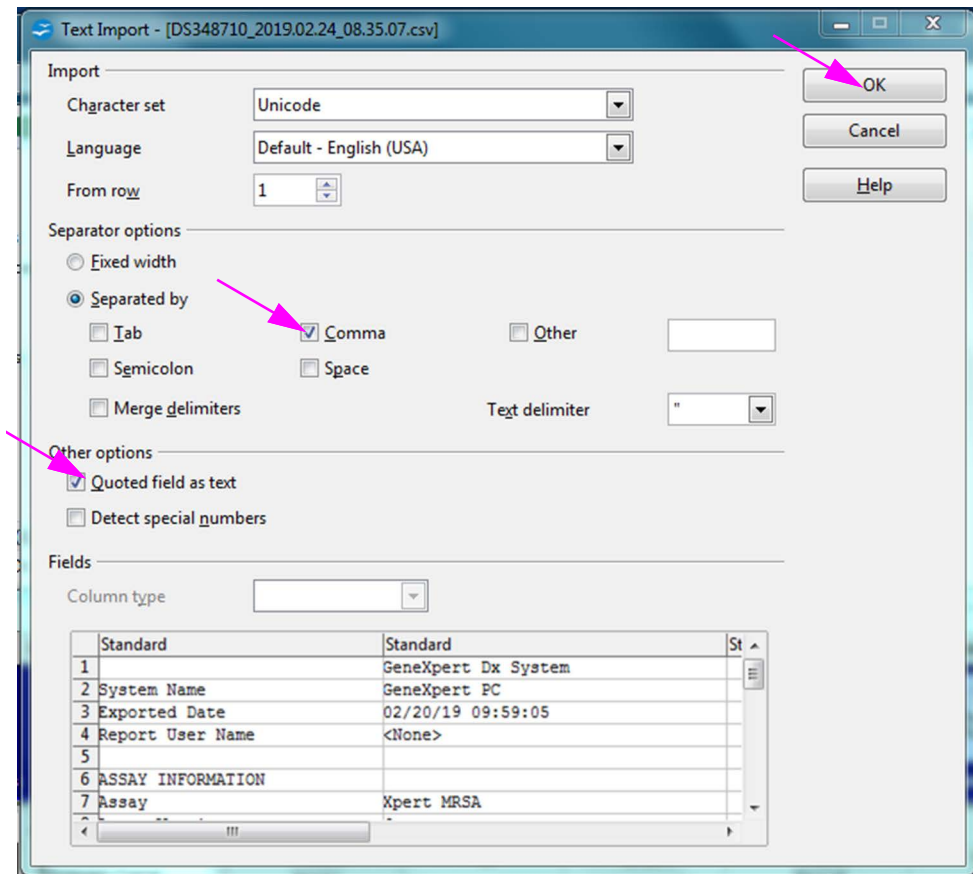 Text Import - [DS348710_2019.02.24_08.35.07.csv]
Import
Character set Unicode
Language Default - English (USA)
From row 1
OK
Cancel
Help
Separator options
Fixed width
Separated by
Tab Comma Other
Semicolon Space
Merge delimiters Text delimiter "
Other options
Quoted field as text
Detect special numbers
Fields
Column type
Standard Standard St
1 GeneXpert Dx System
2 System Name GeneXpert PC
3 Exported Date 02/20/19 09:59:05
4 Report User Name <None>
5
6 ASSAY INFORMATION
7 Assay Xpert MRSA